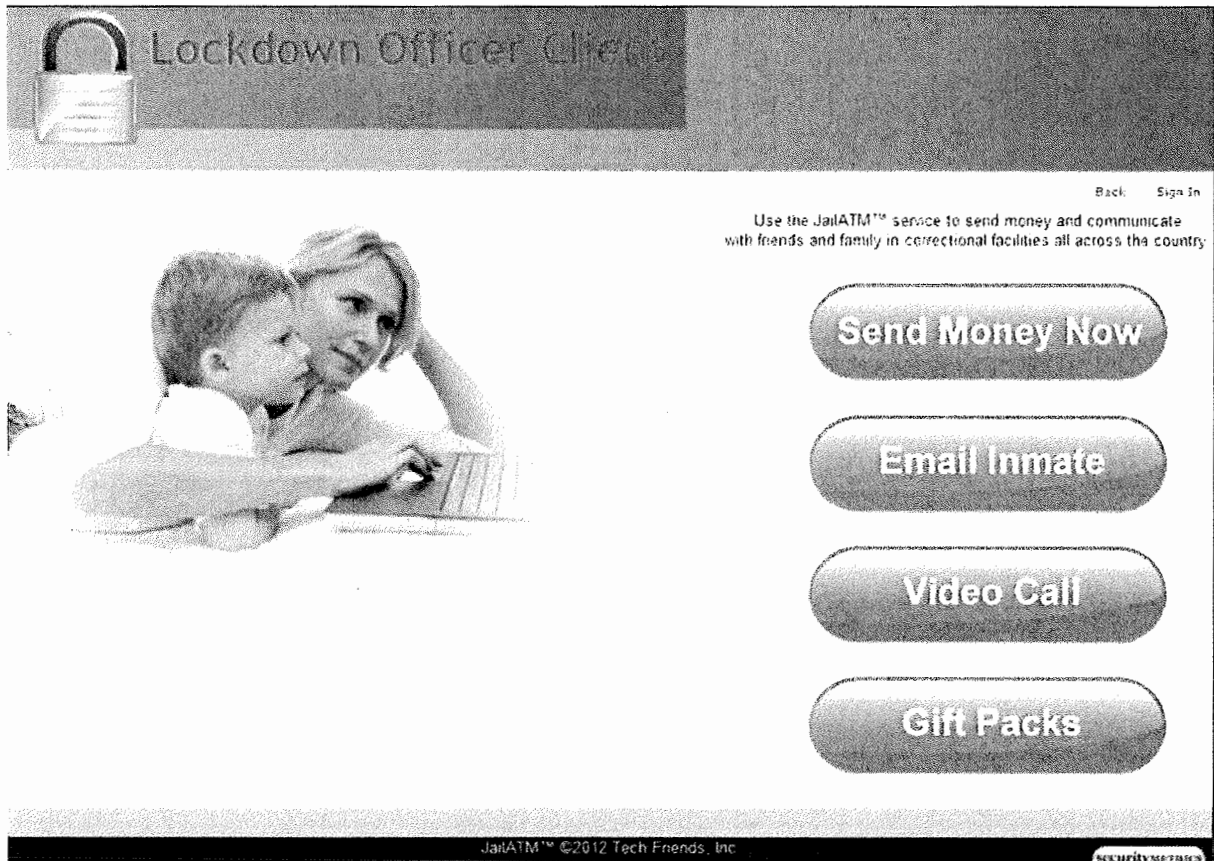 Lockdown Officer Client
Back Sign In
Use the JailATM™ service to send money and communicate
with friends and family in correctional facilities all across the country
Send Money Now
Email Inmate
Video Call
Gift Packs
JailATM™ ©2012 Tech Friends, Inc
securitymetrics